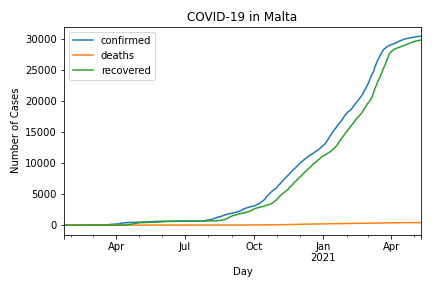 COVID-19 in Malta
confirmed
deaths
recovered
Number of Cases
30000
25000
20000
15000
10000
5000
0
Apr Jul Oct Jan Apr
2021
Day